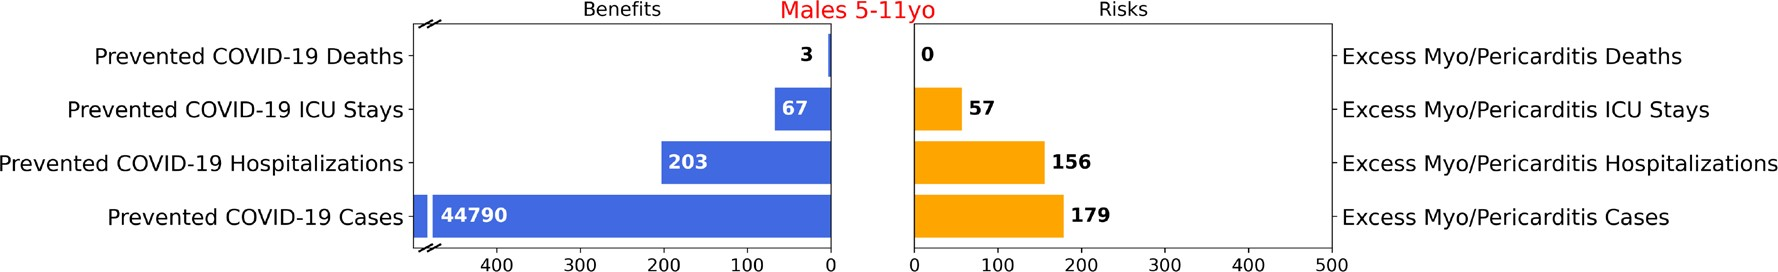 Benefits Males 5-11yo Risks
Prevented COVID-19 Deaths 3 0 Excess Myo/Pericarditis Deaths
Prevented COVID-19 ICU Stays 67 57 Excess Myo/Pericarditis ICU Stays
Prevented COVID-19 Hospitalizations 203 156 Excess Myo/Pericarditis Hospitalizations
Prevented COVID-19 Cases 44790 179 Excess Myo/Pericarditis Cases
400 300 200 100 0 0 100 200 300 400 500